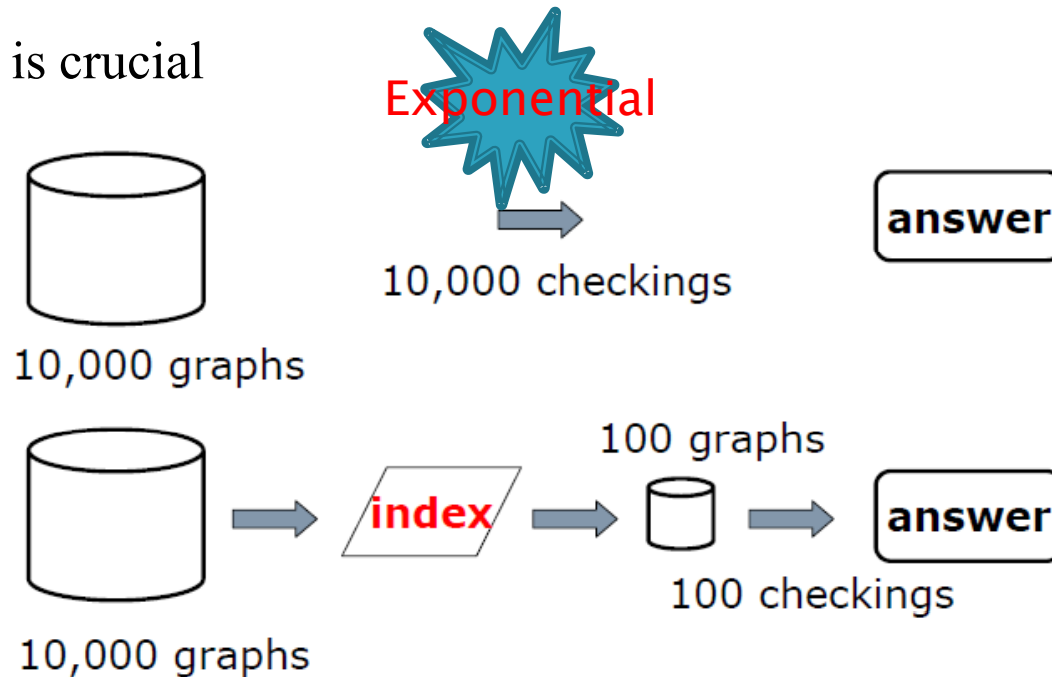 is crucial
Exponential
answer
10,000 checkings
10,000 graphs
100 graphs
index
answer
100 checkings
10,000 graphs